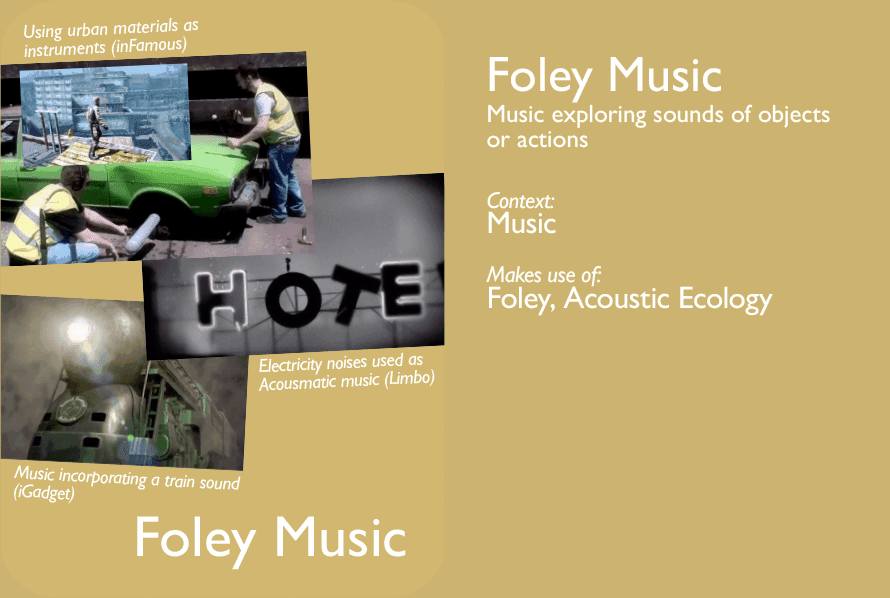 Using urban materials as
instruments (inFamous)
HOTE
Electricity noises used as
Acousmatic music (Limbo)
Music incorporating a train sound
(iGadget)
Foley Music
Foley Music
Music exploring sounds of objects
or actions
Context:
Music
Makes use of:
Foley, Acoustic Ecology